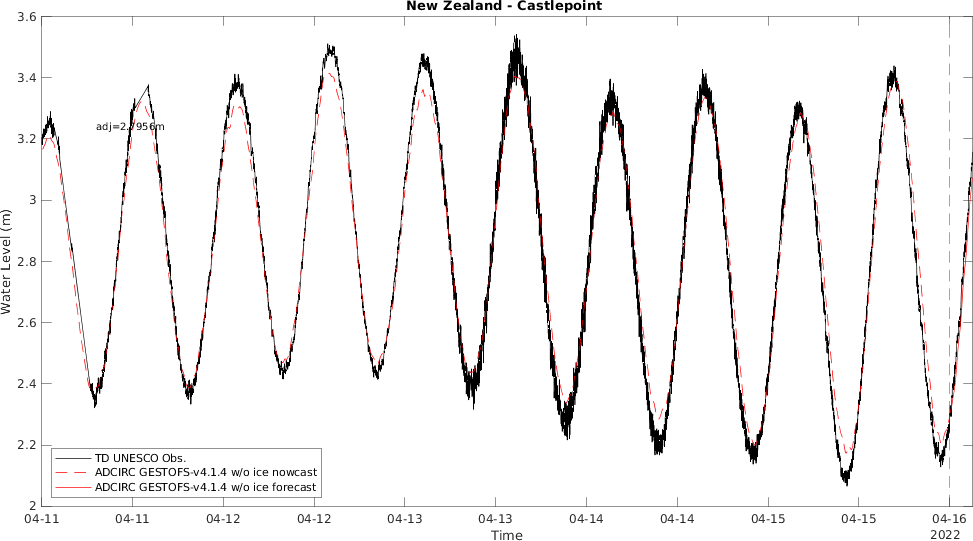 New Zealand - Castlepoint
3.6
3.4
3.2
3
2.8
2.6
2.4
2.2
2
Water Level (m)
adj=2.7956m
TD UNESCO Obs.
ADCIRC GESTOFS-v4.1.4 w/o ice nowcast
ADCIRC GESTOFS-v4.1.4 w/o ice forecast
04-11 04-11 04-12 04-12 04-13 04-13 04-14 04-14 04-15 04-15 04-16
Time
2022